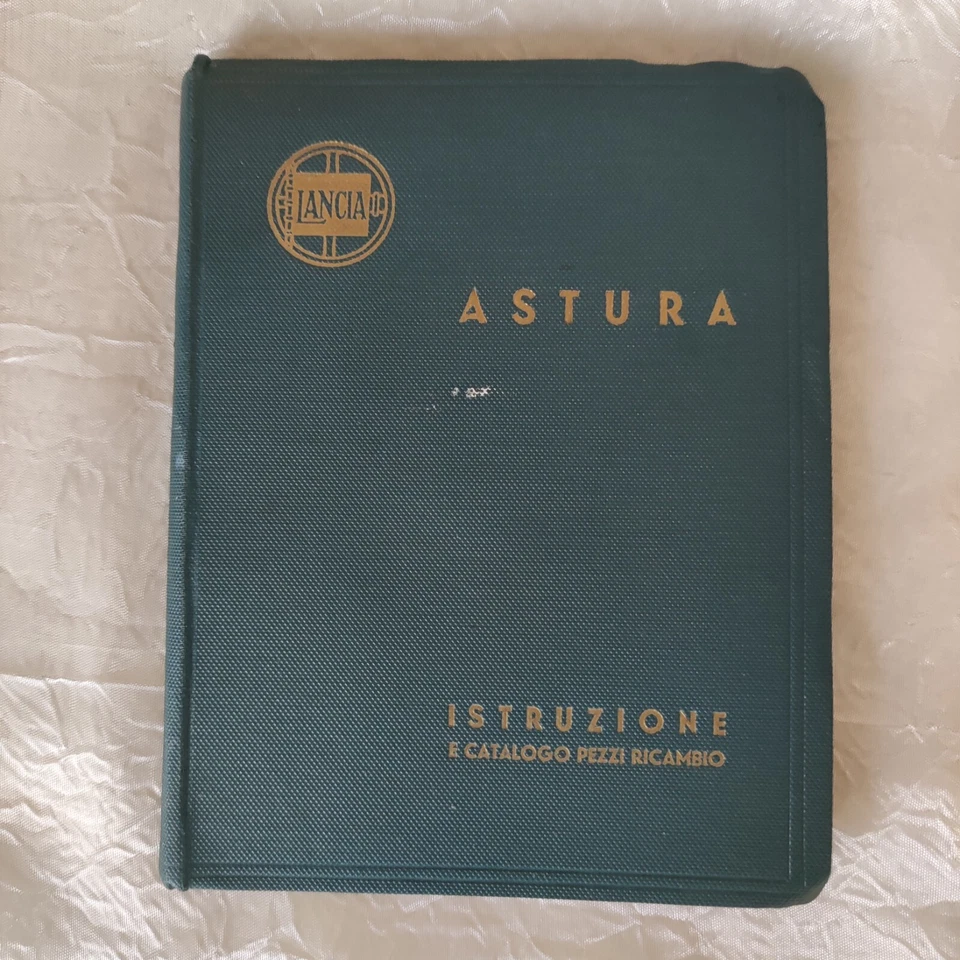 LANCIA
ASTURA
ISTRUZIONE
E CATALOGO PEZZI RICAMBIO